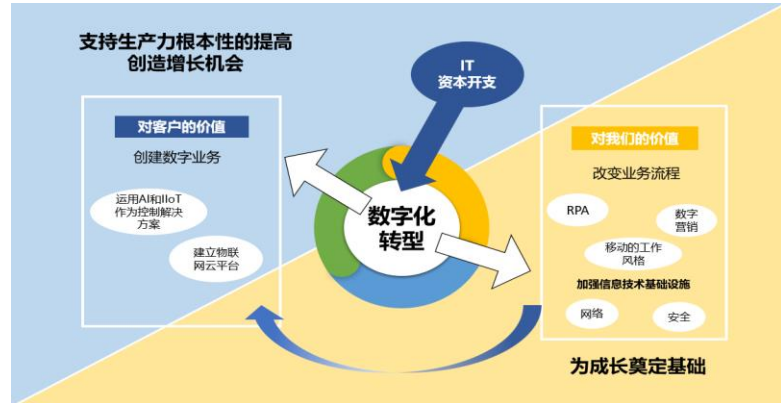 支持生产力根本性的提高
创造增长机会
IT
资本开支
对客户的价值
创建数字业务
运用AI和IIoT
作为控制解决
方案
建立物联
网云平台
数字化
转型
对我们的价值
改变业务流程
RPA
数字
营销
移动的工作
风格
加强信息技术基础设施
网络
安全
为成长奠定基础